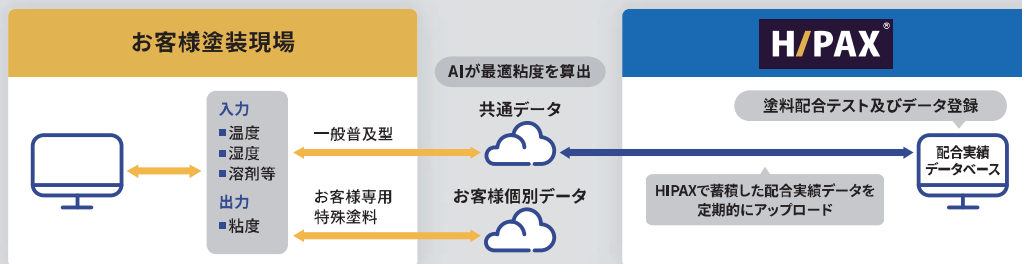 お客様塗装現場
入力
■温度
■湿度
■溶剤等
出力
■粘度
一般普及型
お客様専用
特殊塗料
AIが最適粘度を算出
共通データ
お客様個別データ
H/PAX®
塗料配合テスト及びデータ登録
配合実績
データベース
HIPAXで蓄積した配合実績データを
定期的にアップロード